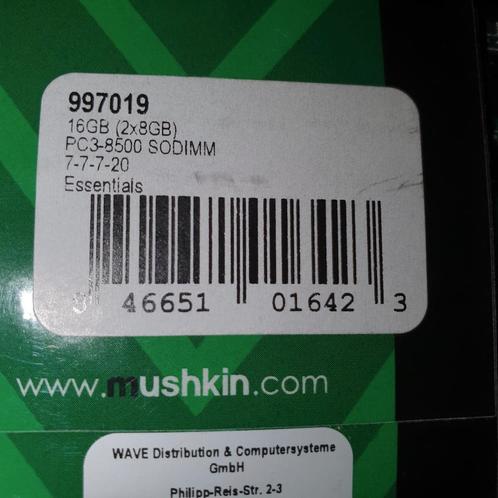 997019
16GB (2x8GB)
PC3-8500 SODIMM
7-7-7-20
Essentials
46651 01642 3
www.mushkin.com
WAVE Distribution & Computersysteme
GmbH
Philipp-Reis-Str. 2-3